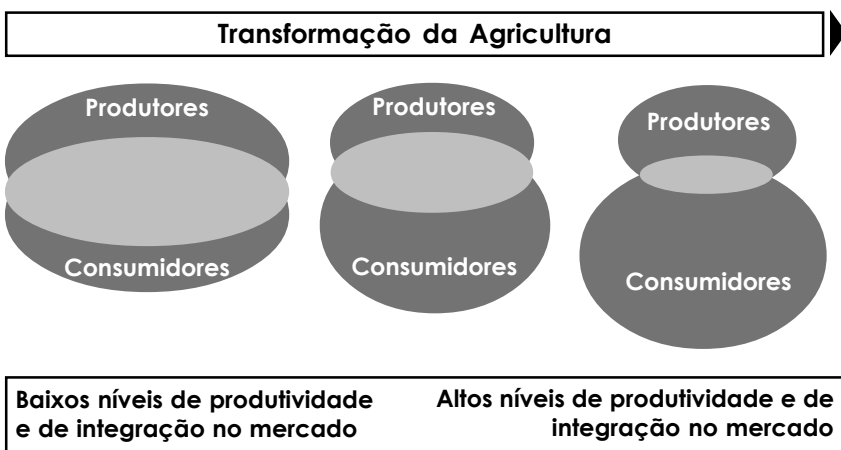 Transformação da Agricultura
Produtores
Produtores
Produtores
Consumidores
Consumidores
Consumidores
Baixos níveis de produtividade
e de integração no mercado
Altos níveis de produtividade e de
integração no mercado